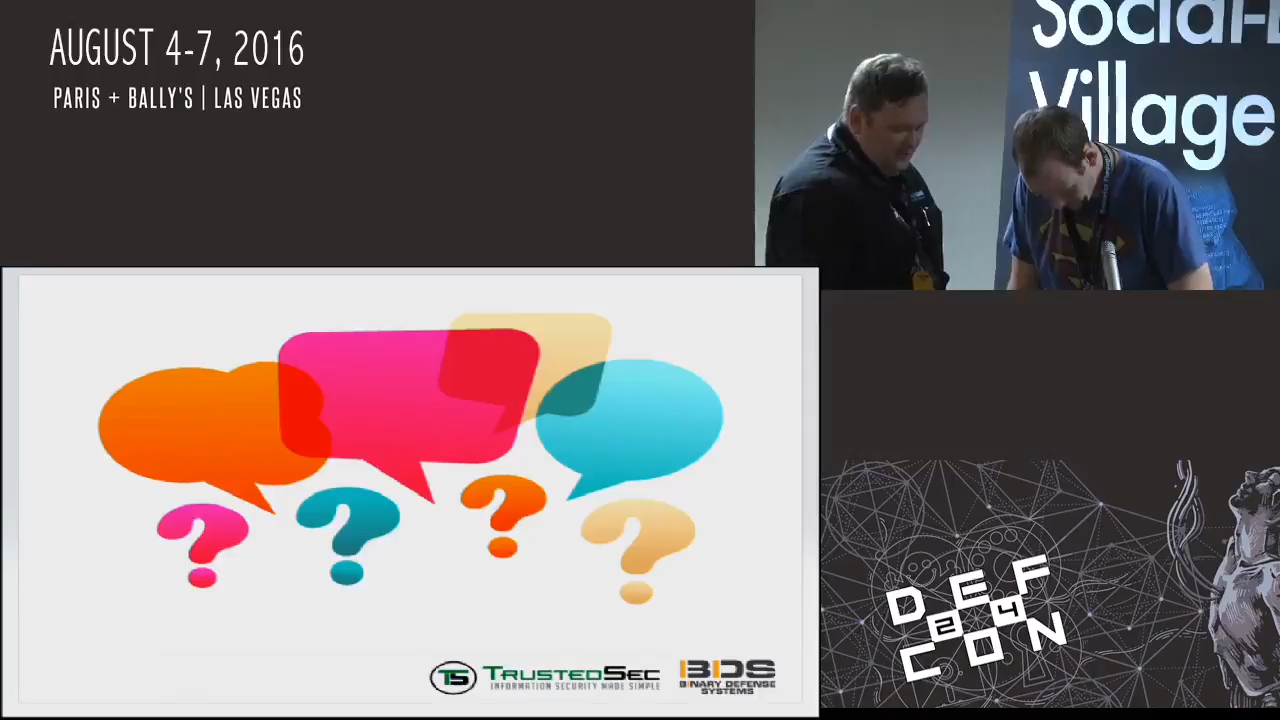 AUGUST 4-7, 2016
PARIS + BALLY'S | LAS VEGAS
Social-
Village
? ? ? ?
TS TRUSTEDSEC
INFORMATION SECURITY MADE SIMPLE
BDS
BINARY DEFENSE
SYSTEMS
DEF
24
CON